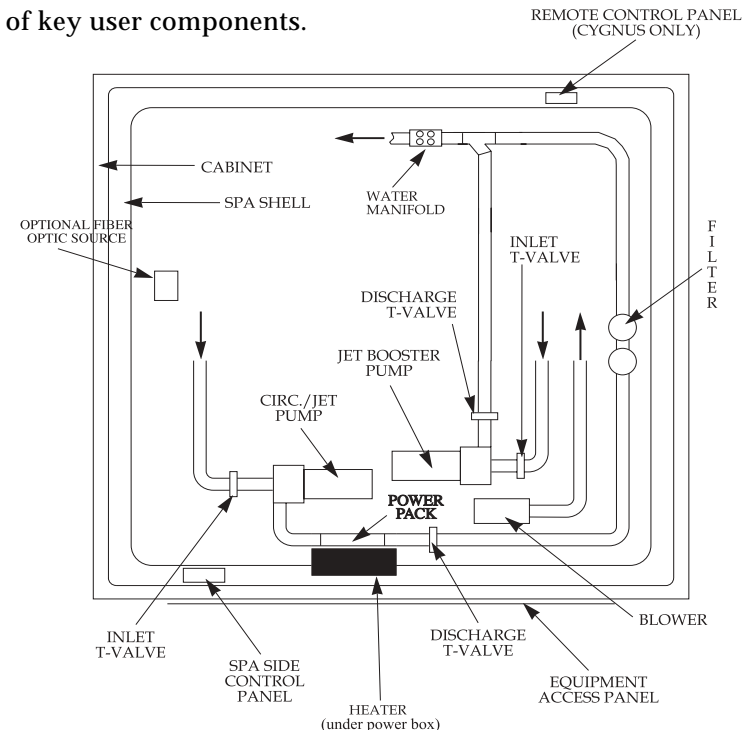 of key user components.
REMOTE CONTROL PANEL
(CYGNUS ONLY)
CABINET
SPA SHELL
WATER
MANIFOLD
OPTIONAL FIBER
OPTIC SOURCE
INLET
T-VALVE
FILTER
DISCHARGE
T-VALVE
JET BOOSTER
PUMP
CIRC./JET
PUMP
POWER
PACK
BLOWER
INLET
T-VALVE
SPA SIDE
CONTROL
PANEL
DISCHARGE
T-VALVE
EQUIPMENT
ACCESS PANEL
HEATER
(under power box)